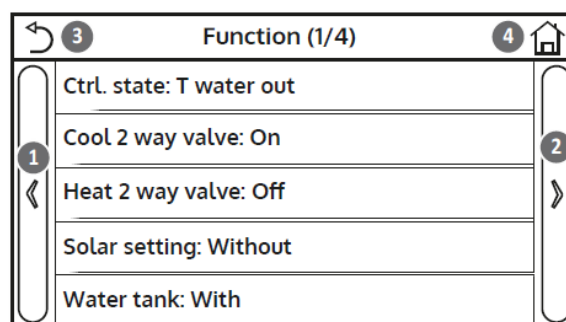 3 Function (1/4) 4
Ctrl. state: T water out
1 Cool 2 way valve: On 2
Heat 2 way valve: Off
Solar setting: Without
Water tank: With